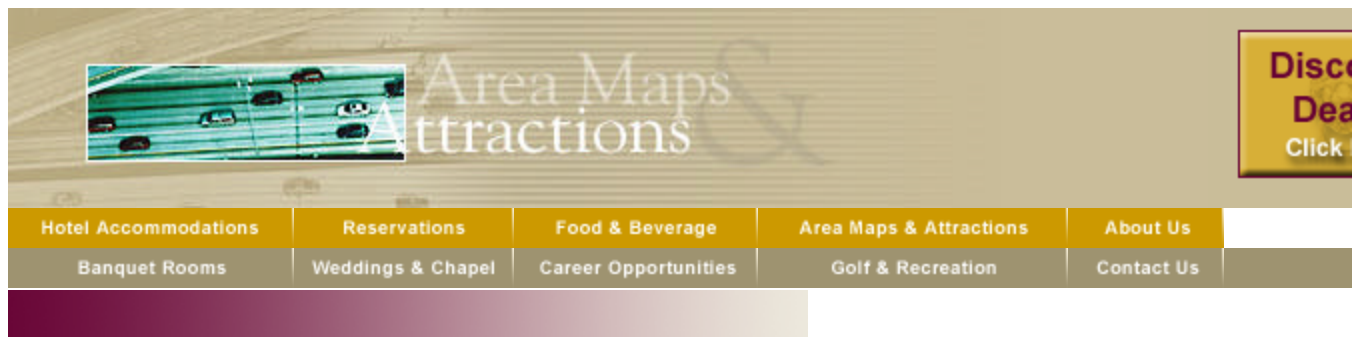 Area Maps &
Attractions
Click
Hotel Accommodations
Reservations
Food & Beverage
Area Maps & Attractions
About Us
Banquet Rooms
Weddings & Chapel
Career Opportunities
Golf & Recreation
Contact Us